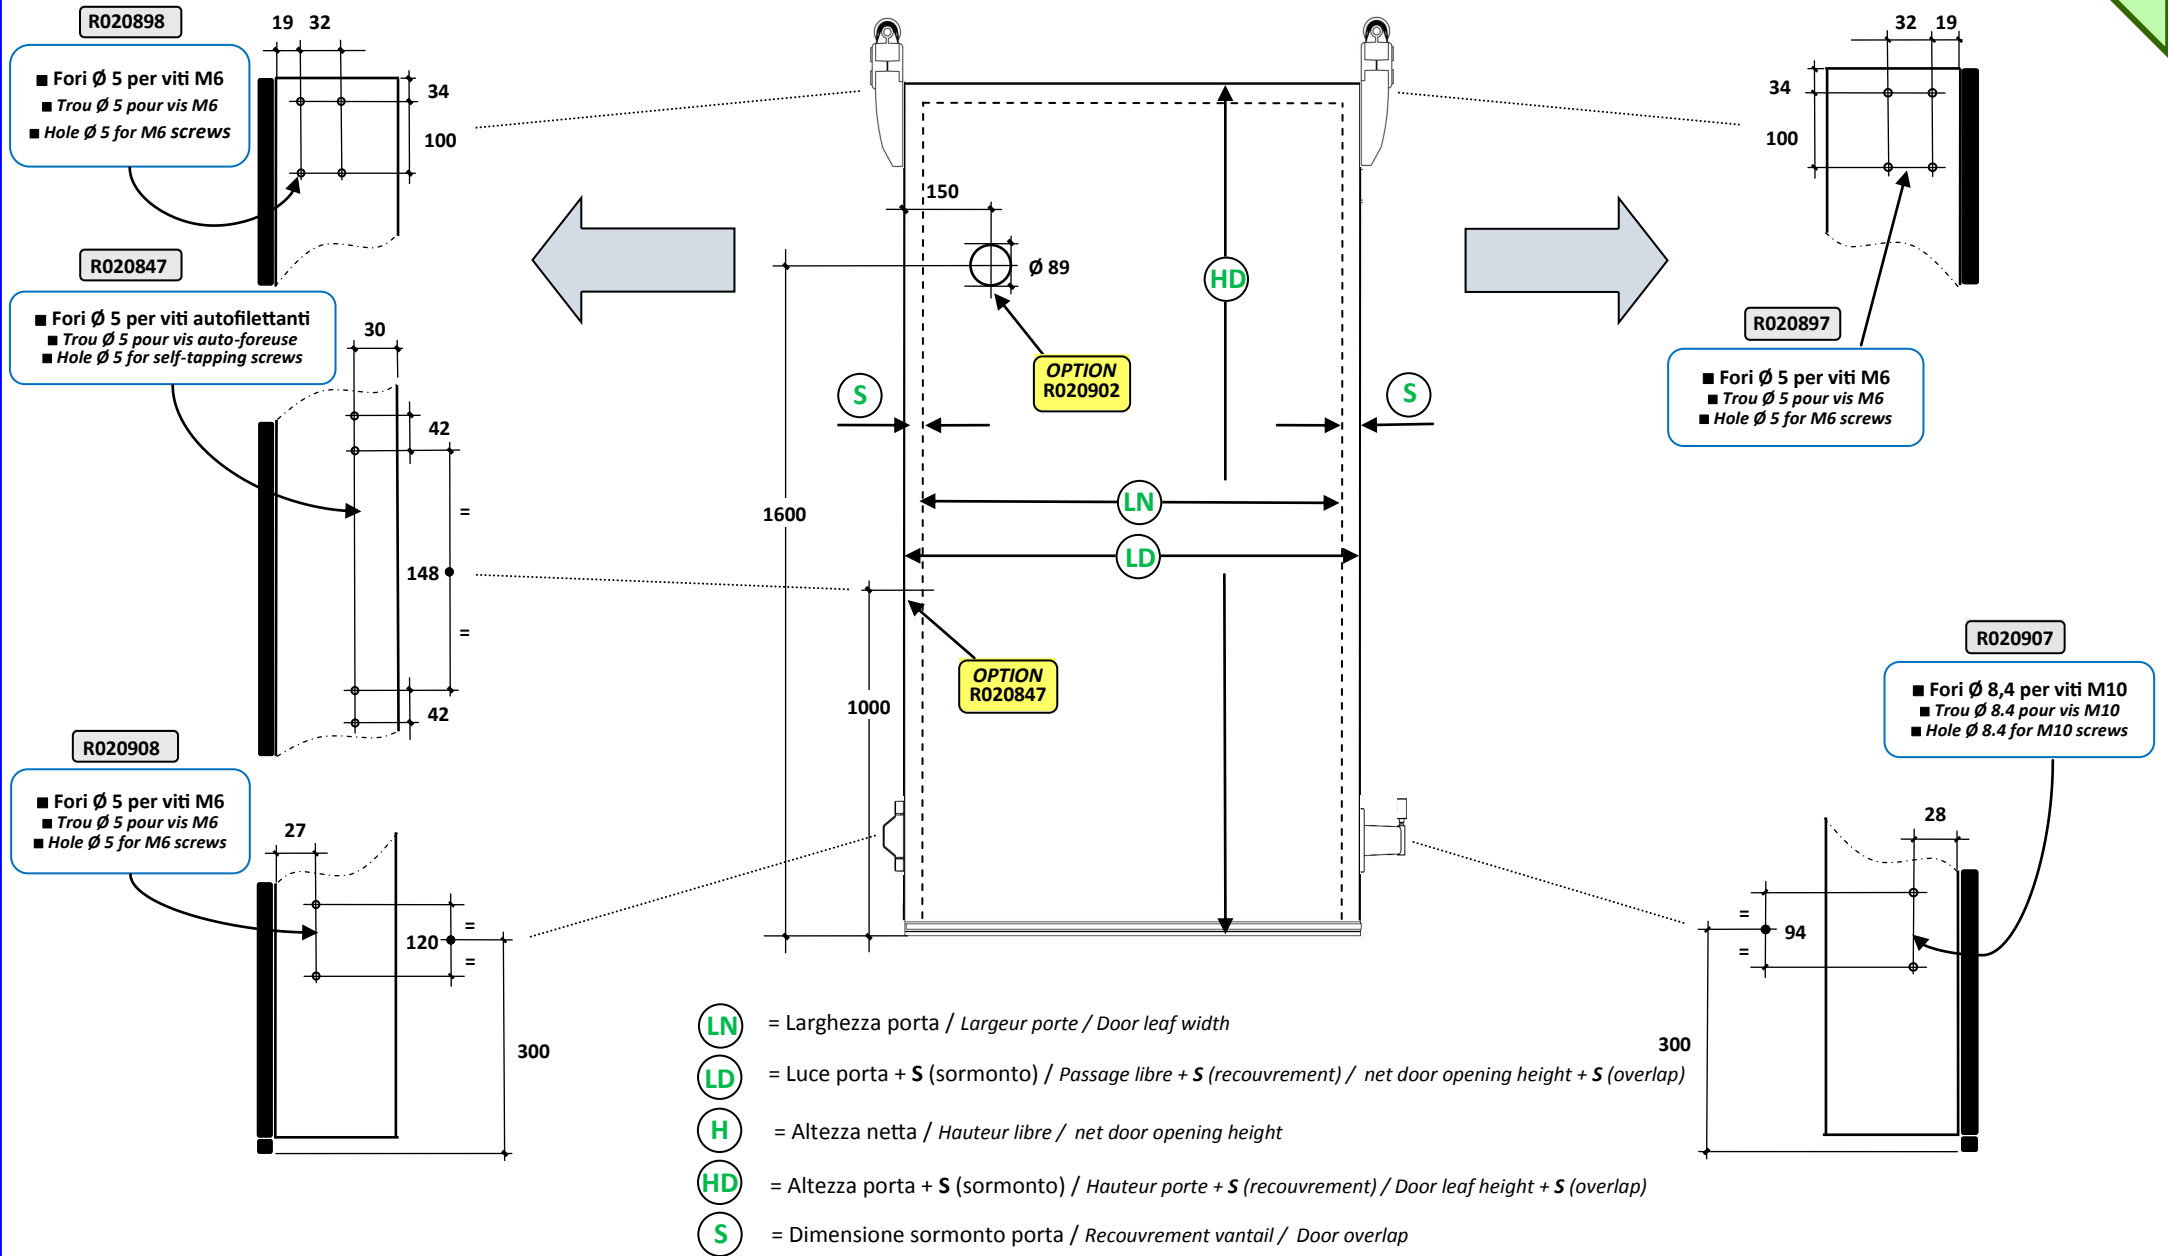 R020898
■ Fori Ø 5 per viti M6
■ Trou Ø 5 pour vis M6
■ Hole Ø 5 for M6 screws
19 32
34
100
R020847
■ Fori Ø 5 per viti autofilettanti
■ Trou Ø 5 pour vis auto-foreuse
■ Hole Ø 5 for self-tapping screws
30
42
=
148
=
42
R020908
■ Fori Ø 5 per viti M6
■ Trou Ø 5 pour vis M6
■ Hole Ø 5 for M6 screws
27
=
120
=
300
150
Ø 89
HD
OPTION
R020902
S
S
LN
1600
LD
OPTION
R020847
1000
32 19
34
100
R020897
■ Fori Ø 5 per viti M6
■ Trou Ø 5 pour vis M6
■ Hole Ø 5 for M6 screws
R020907
■ Fori Ø 8,4 per viti M10
■ Trou Ø 8.4 pour vis M10
■ Hole Ø 8.4 for M10 screws
28
=
94
=
300
LN = Larghezza porta / Largeur porte / Door leaf width
LD = Luce porta + S (sormonto) / Passage libre + S (recouvrement) / net door opening height + S (overlap)
H = Altezza netta / Hauteur libre / net door opening height
HD = Altezza porta + S (sormonto) / Hauteur porte + S (recouvrement) / Door leaf height + S (overlap)
S = Dimensione sormonto porta / Recouvrement vantail / Door overlap